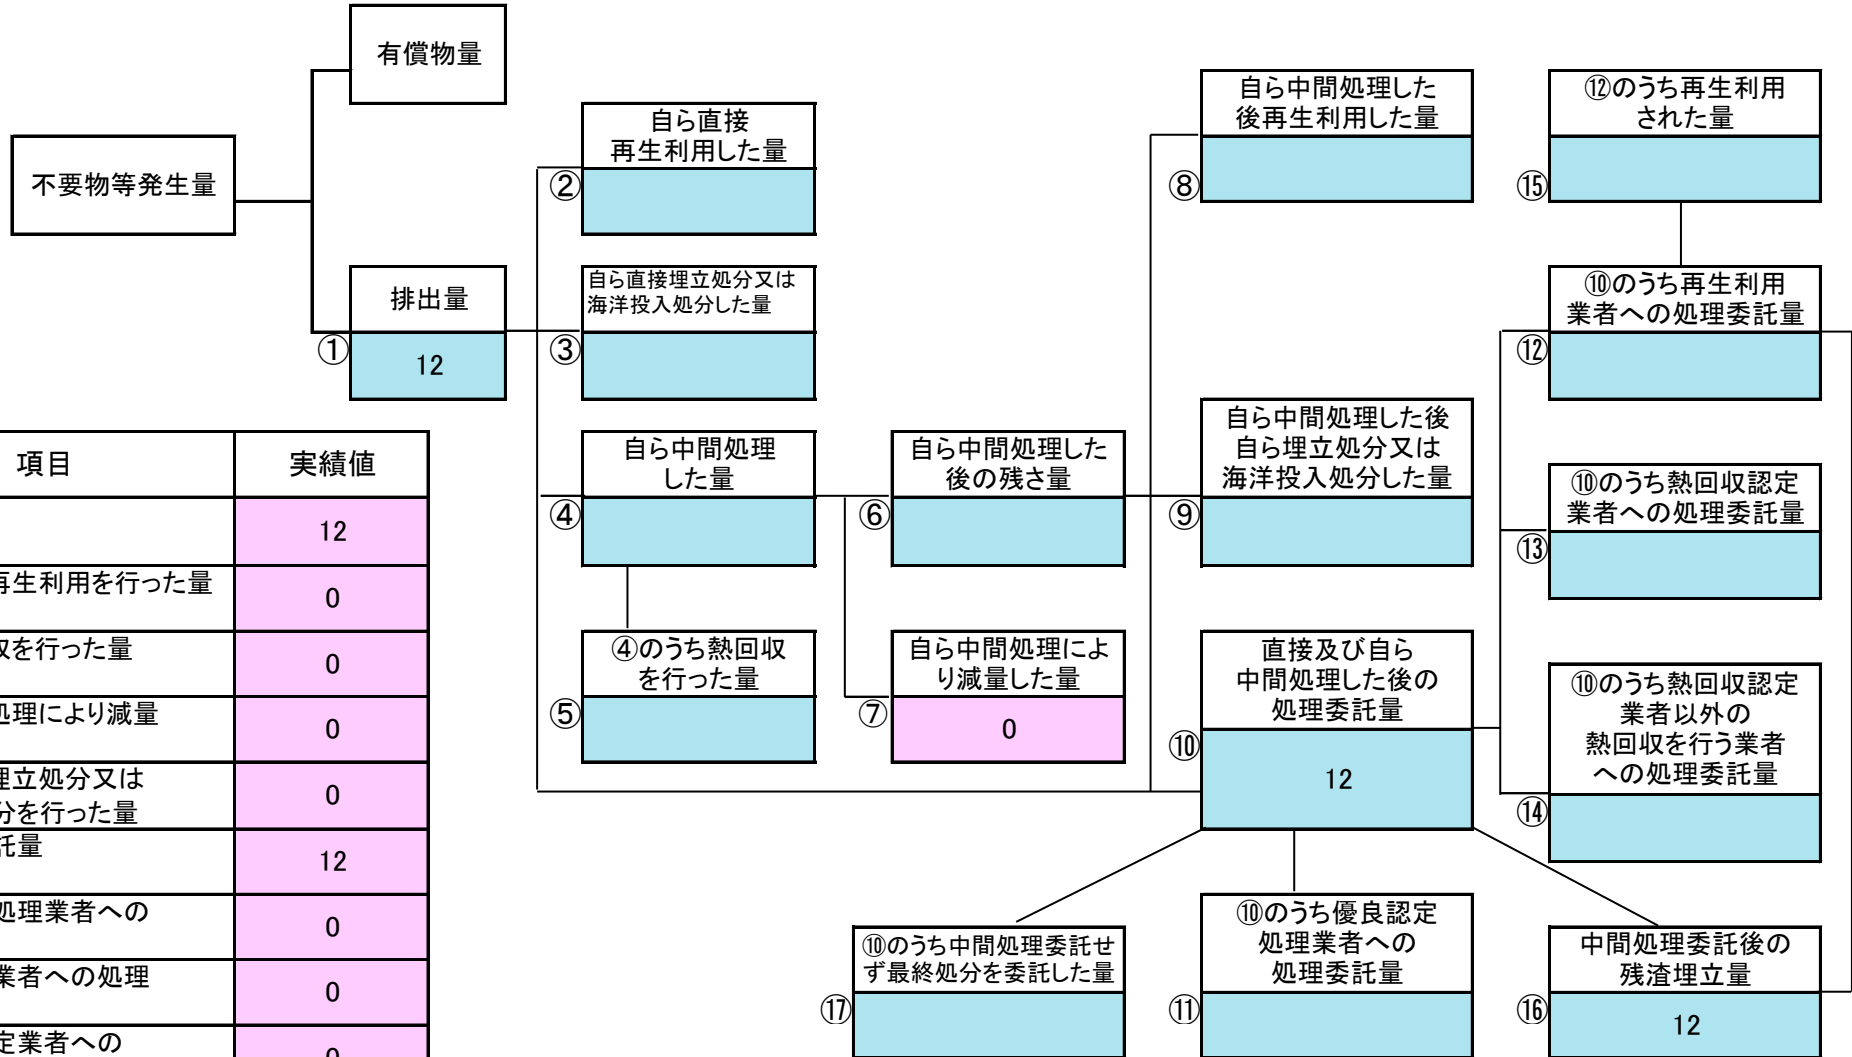 有償物量
不要物等発生量
排出量
①
12
自ら直接
再生利用した量
②
自ら直接埋立処分又は
海洋投入処分した量
③
自ら中間処理
した量
④
④のうち熱回収
を行った量
⑤
自ら中間処理した
後の残さ量
⑥
自ら中間処理によ
り減量した量
⑦
0
自ら中間処理した
後再生利用した量
⑧
自ら中間処理した後
自ら埋立処分又は
海洋投入処分した量
⑨
直接及び自ら
中間処理した後の
処理委託量
⑩
12
⑫のうち再生利用
された量
⑮
⑩のうち再生利用
業者への処理委託量
⑫
⑩のうち熱回収認定
業者への処理委託量
⑬
⑩のうち熱回収認定
業者以外の
熱回収を行う業者
への処理委託量
⑭
⑩のうち中間処理委託せ
ず最終処分を委託した量
⑰
⑩のうち優良認定
処理業者への
処理委託量
⑪
中間処理委託後の
残渣埋立量
⑯
12
項目 実績値
12
再生利用を行った量
0
を行った量
0
処理により減量
0
埋立処分又は
分を行った量
0
託量
12
処理業者への
0
業者への処理
0
定業者への